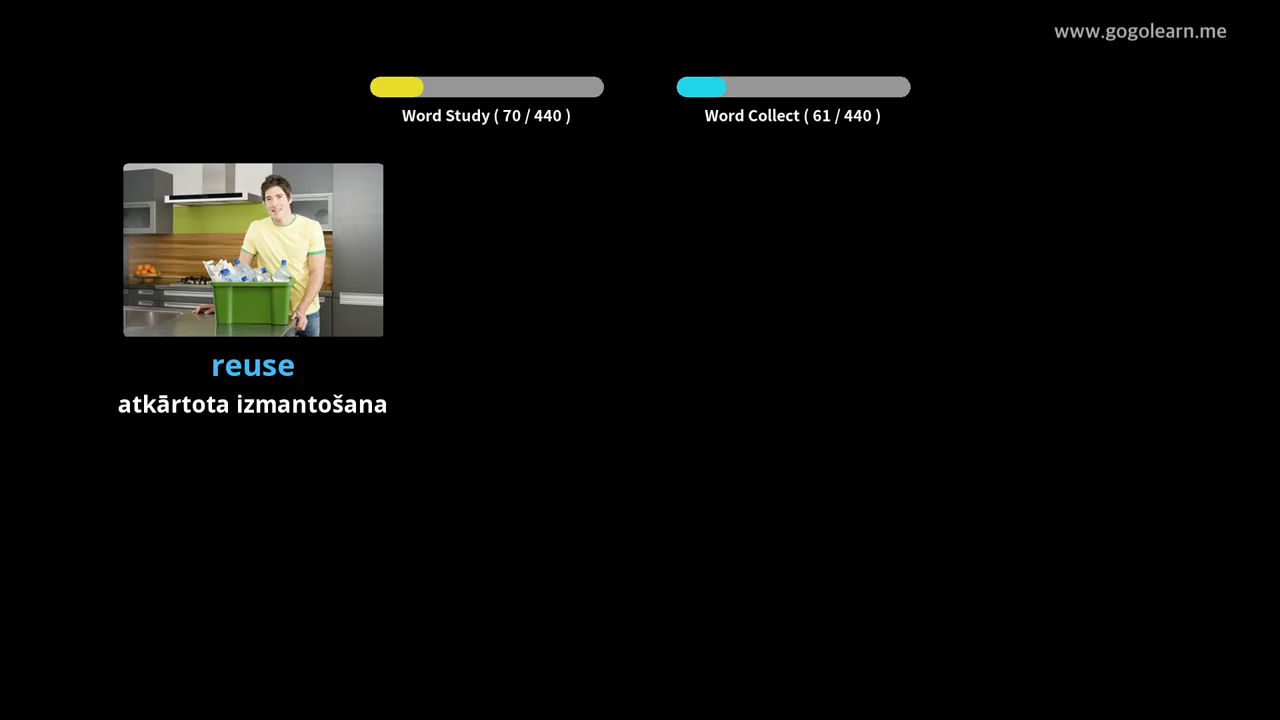 www.gogolearn.me
Word Study ( 70 / 440 )
Word Collect ( 61 / 440 )
reuse
atkārtota izmantošana